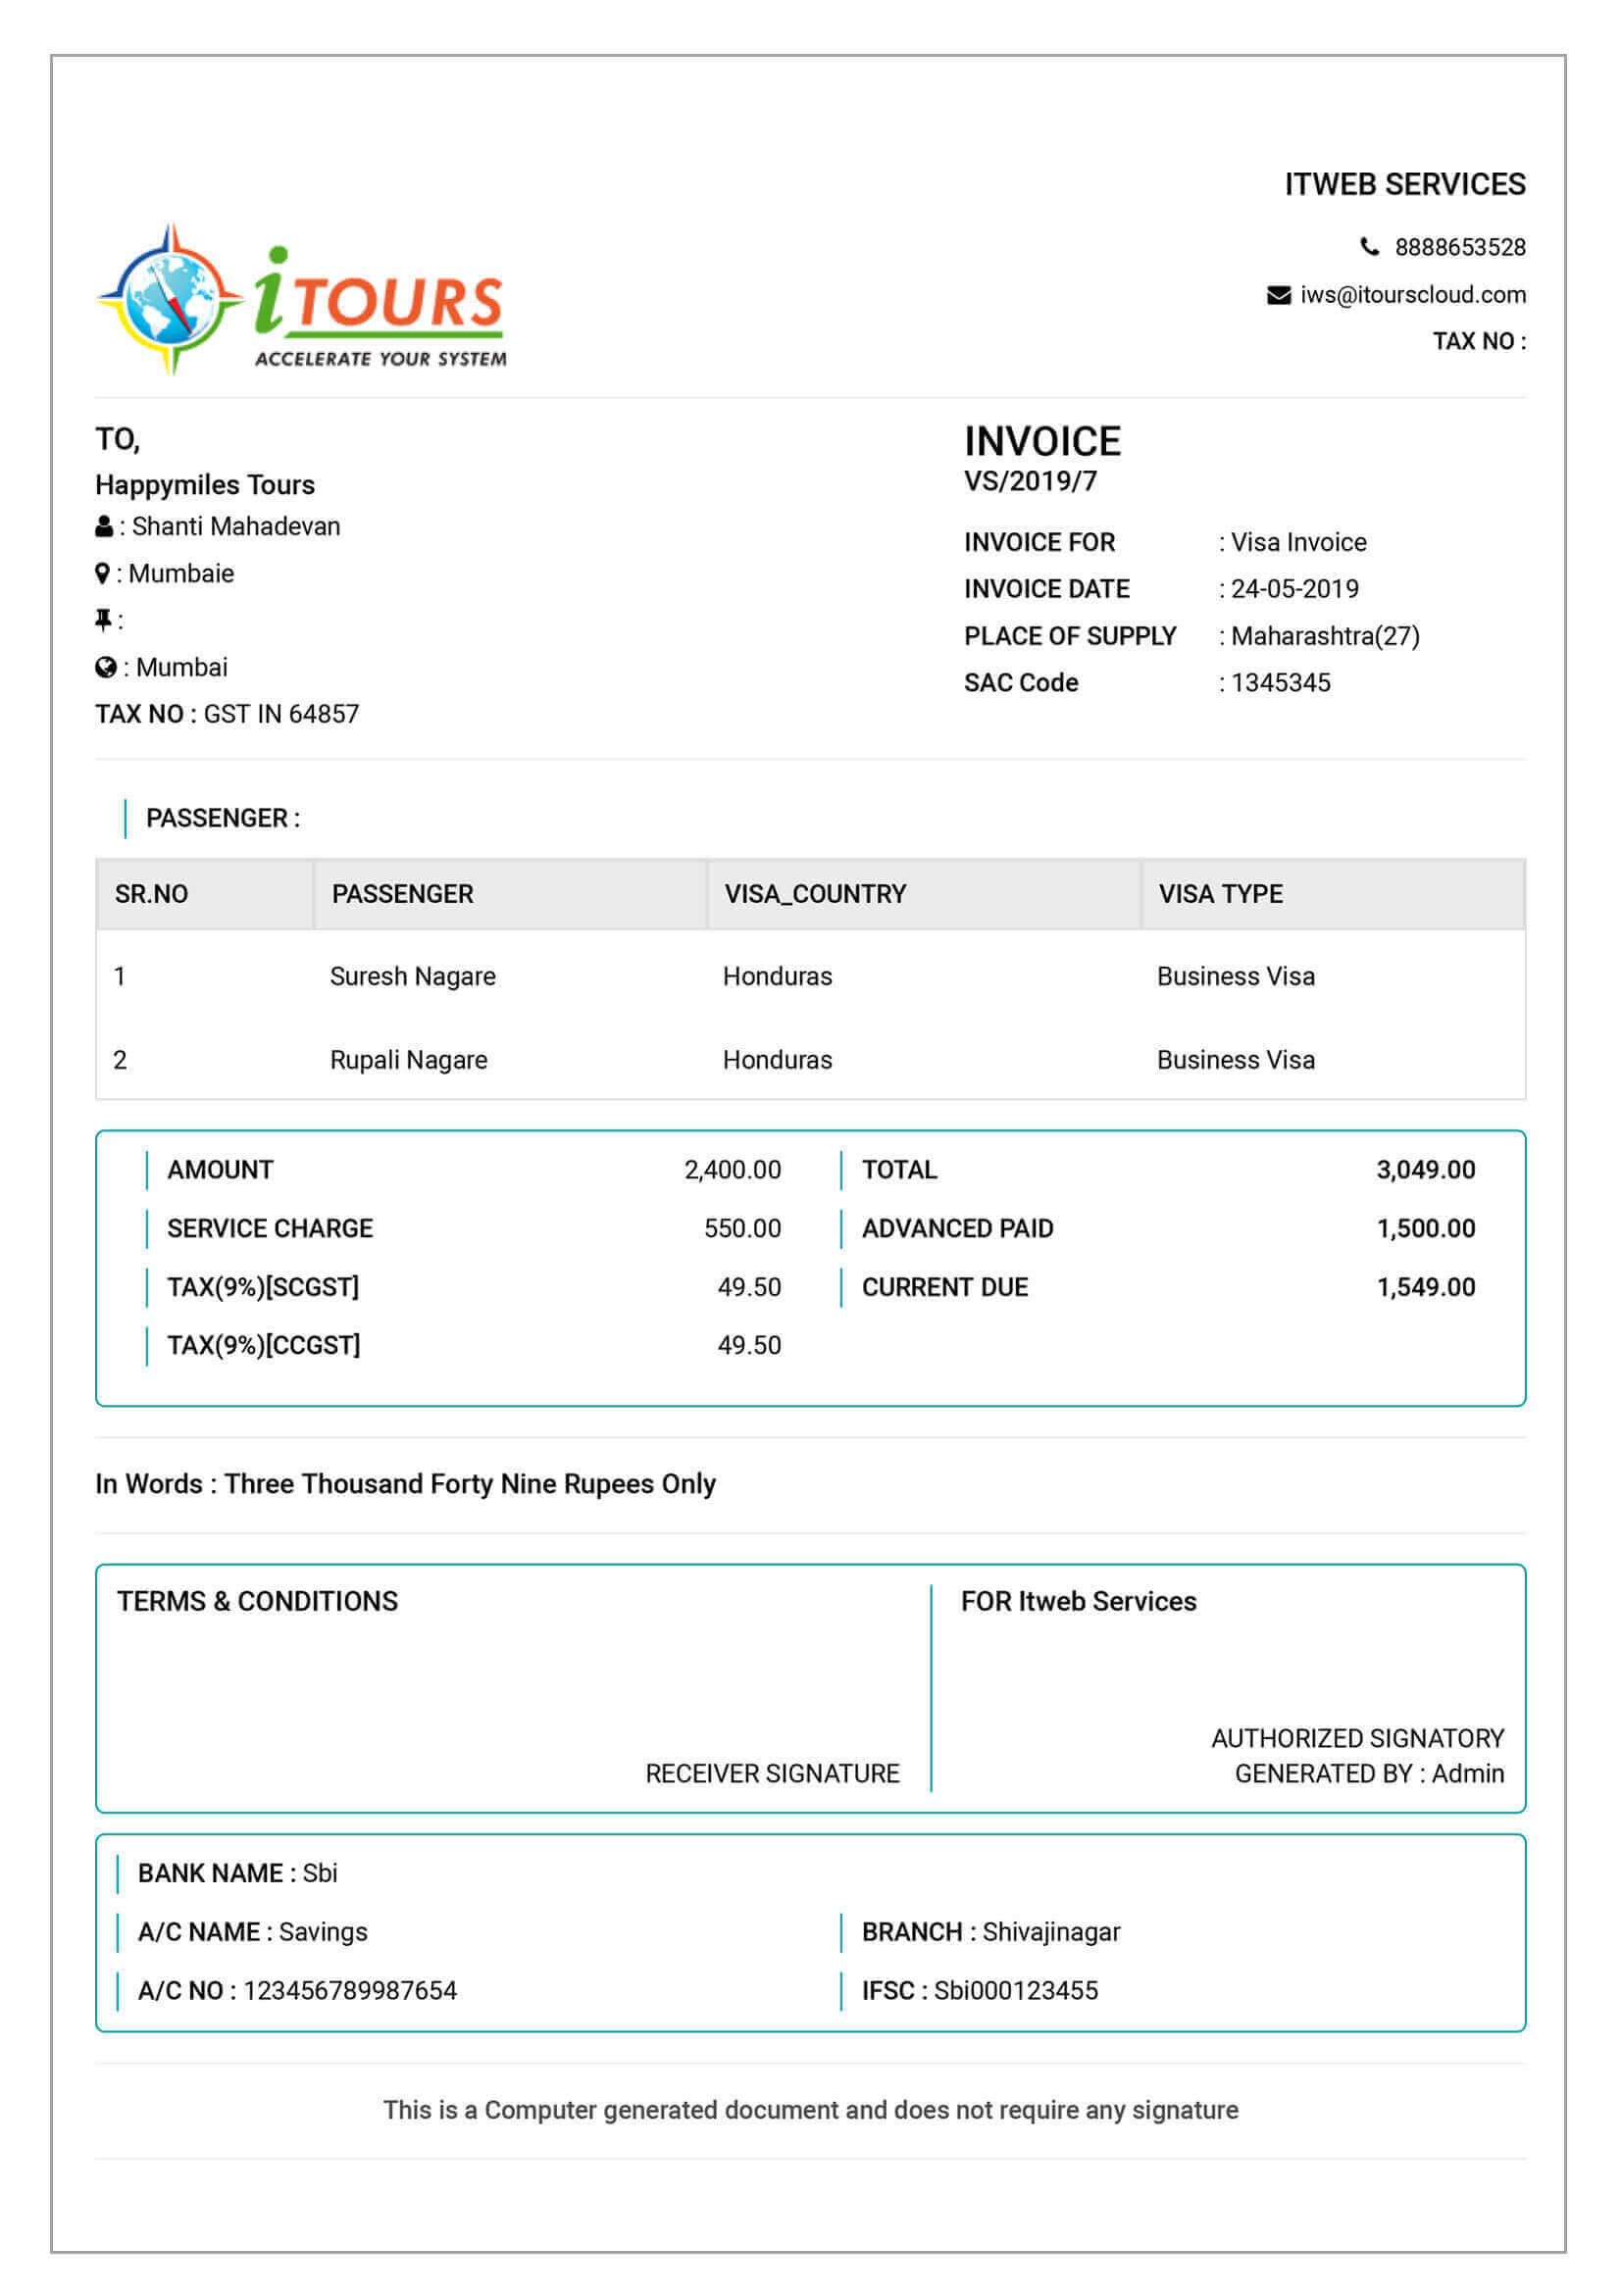 ITWEB SERVICES
8888653528
iws@itourscloud.com
TAX NO :
iTOURS
ACCELERATE YOUR SYSTEM
TO,
Happymiles Tours
: Shanti Mahadevan
: Mumbaie
:
: Mumbai
TAX NO : GST IN 64857
INVOICE
VS/2019/7
INVOICE FOR : Visa Invoice
INVOICE DATE : 24-05-2019
PLACE OF SUPPLY : Maharashtra(27)
SAC Code : 1345345
PASSENGER :
SR.NO PASSENGER VISA_COUNTRY VISA TYPE
1 Suresh Nagare Honduras Business Visa
2 Rupali Nagare Honduras Business Visa
AMOUNT 2,400.00 TOTAL 3,049.00
SERVICE CHARGE 550.00 ADVANCED PAID 1,500.00
TAX(9%)[SCGST] 49.50 CURRENT DUE 1,549.00
TAX(9%)[CCGST] 49.50
In Words : Three Thousand Forty Nine Rupees Only
TERMS & CONDITIONS
RECEIVER SIGNATURE
FOR Itweb Services
AUTHORIZED SIGNATORY
GENERATED BY : Admin
BANK NAME : Sbi
A/C NAME : Savings BRANCH : Shivajinagar
A/C NO : 123456789987654 IFSC : Sbi000123455
This is a Computer generated document and does not require any signature